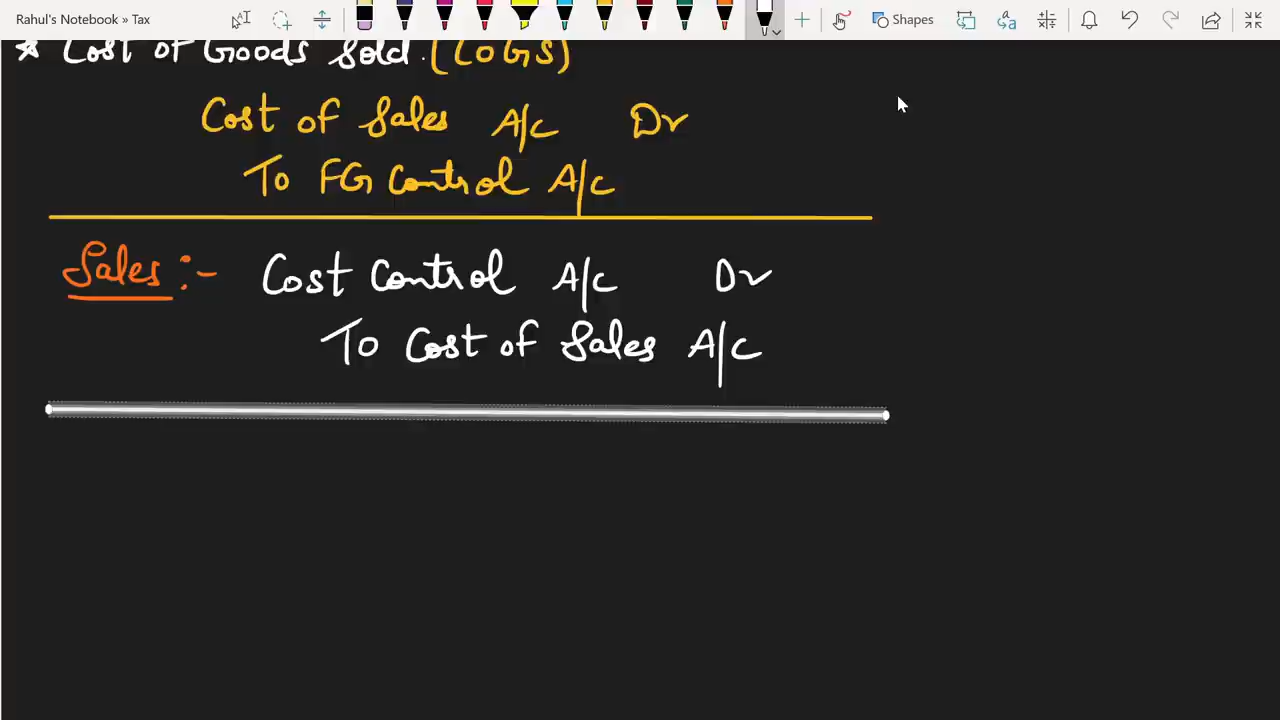 Rahul's Notebook » Tax
Shapes
* Cost of Goods Sold. (COGS)
Cost of Sales A/c Dr
To FG Control A/c
Sales :- Cost Control A/c Dr
To Cost of Sales A/c